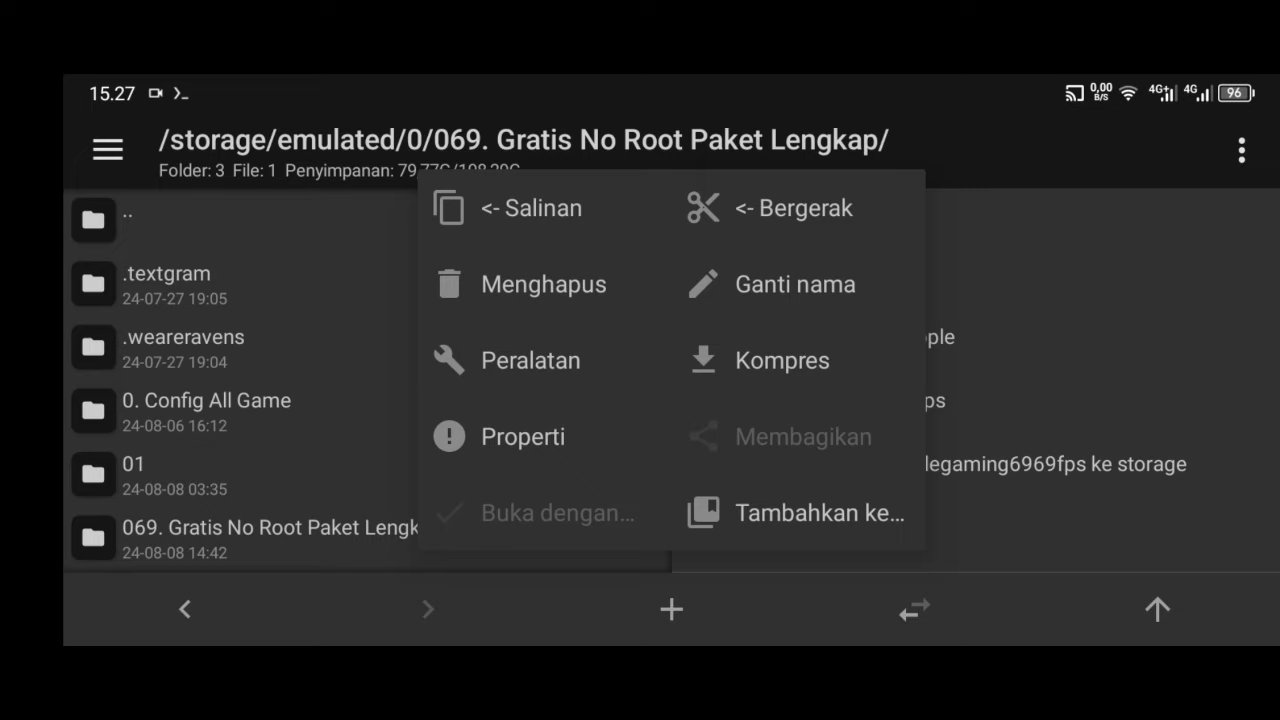 15.27
0,00 B/S 4G+ 4G 96
/storage/emulated/0/069. Gratis No Root Paket Lengkap/
Folder: 3 File: 1 Penyimpanan: 79,77G/108,20G
..
.textgram
24-07-27 19:05
.weareravens
24-07-27 19:04
0. Config All Game
24-08-06 16:12
01
24-08-08 03:35
069. Gratis No Root Paket Lengk
24-08-08 14:42
<- Salinan
<- Bergerak
Menghapus
Ganti nama
Peralatan
Kompres
Properti
Membagikan
Buka dengan...
Tambahkan ke...
ple
ps
legaming6969fps ke storage